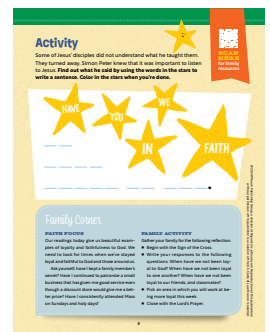 Activity
Some of Jesus' disciples did not understand what he taught them.
They turned away. Simon Peter knew that it was important to listen
to Jesus. Find out what he said by using the words in the stars to
write a sentence. Color in the stars when you're done.
SCAN
HERE
for family
resources
HAVE
YOU
WE
IN
FAITH
Family Corner
FAITH FOCUS
Our readings today give us beautiful exam-
ples of loyalty and faithfulness to God. We
need to look for times when we've stayed
loyal and faithful to God and those around us.
Ask yourself, have I kept a family member's
secret? Have I continued to patronize a small
business that has given me good service even
though a discount store would give me a bet-
ter price? Have I consistently attended Mass
on Sundays and holy days?
FAMILY ACTIVITY
Gather your family for the following reflection.
● Begin with the Sign of the Cross.
● Write your responses to the following
questions: When have we not been loy-
al to God? When have we not been loyal
to one another? When have we not been
loyal to our friends, and classmates?
● Pick an area in which you will work at be-
ing more loyal this week.
● Close with the Lord's Prayer.
4